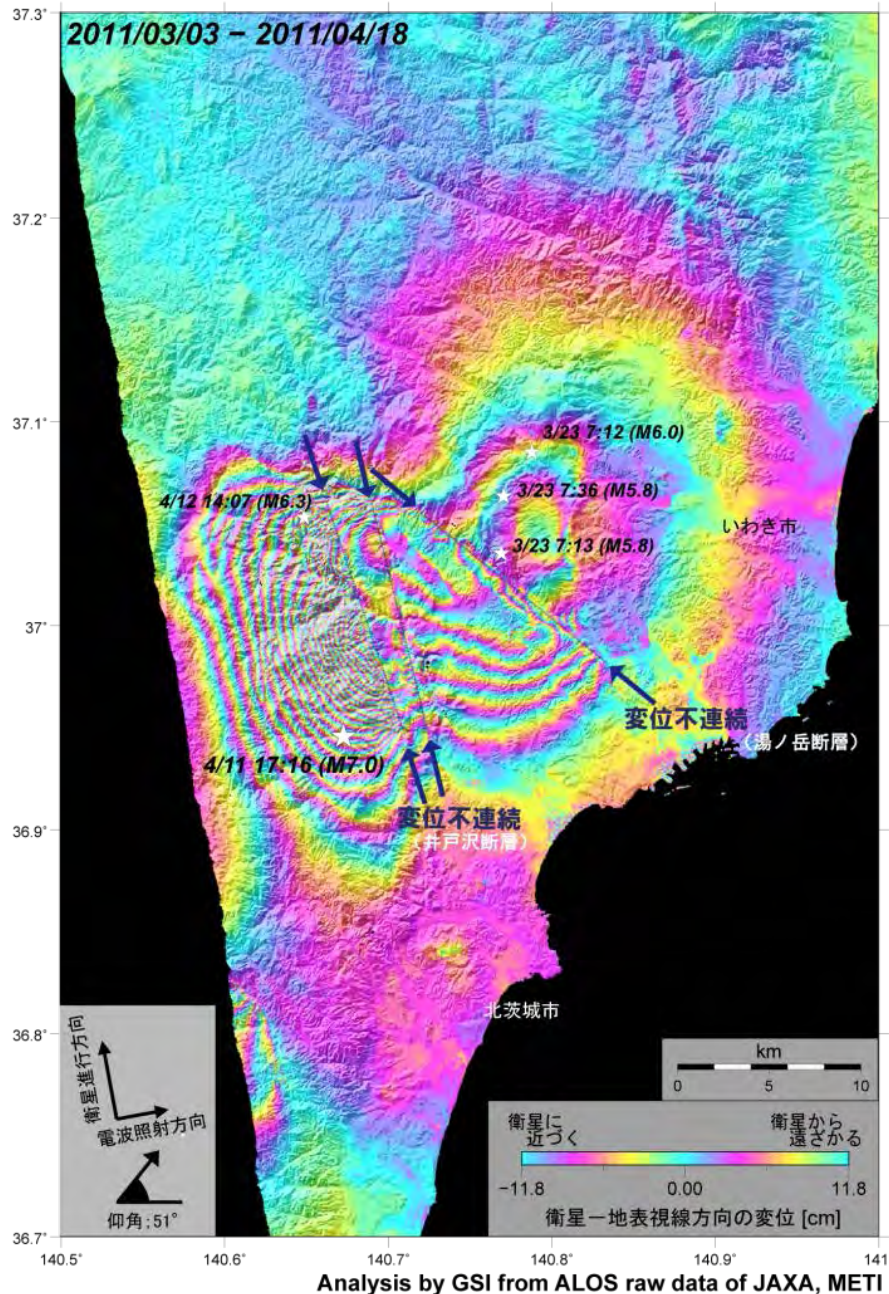 2011/03/03 – 2011/04/18
37.3°
37.2°
37.1°
3/23 7:12 (M6.0)
4/12 14:07 (M6.3)
3/23 7:36 (M5.8)
いわき市
3/23 7:13 (M5.8)
37°
変位不連続
(湯ノ岳断層)
4/11 17:16 (M7.0)
変位不連続
(井戸沢断層)
36.9°
北茨城市
36.8°
衛星進行方向
電波照射方向
仰角:51°
km
0 5 10
衛星に
近づく
衛星から
遠ざかる
−11.8 0.00 11.8
衛星ー地表視線方向の変位 [cm]
36.7°
140.5° 140.6° 140.7° 140.8° 140.9° 141
Analysis by GSI from ALOS raw data of JAXA, METI